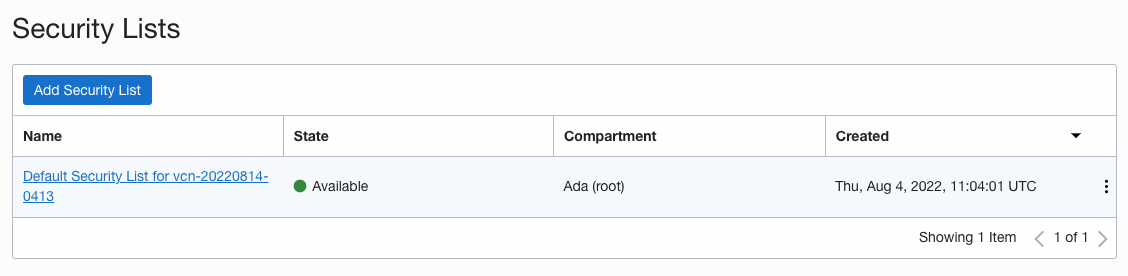 Security Lists
Add Security List
Name State Compartment Created
Default Security List for vcn-20220814-
0413
Available Ada (root) Thu, Aug 4, 2022, 11:04:01 UTC
Showing 1 Item 1 of 1